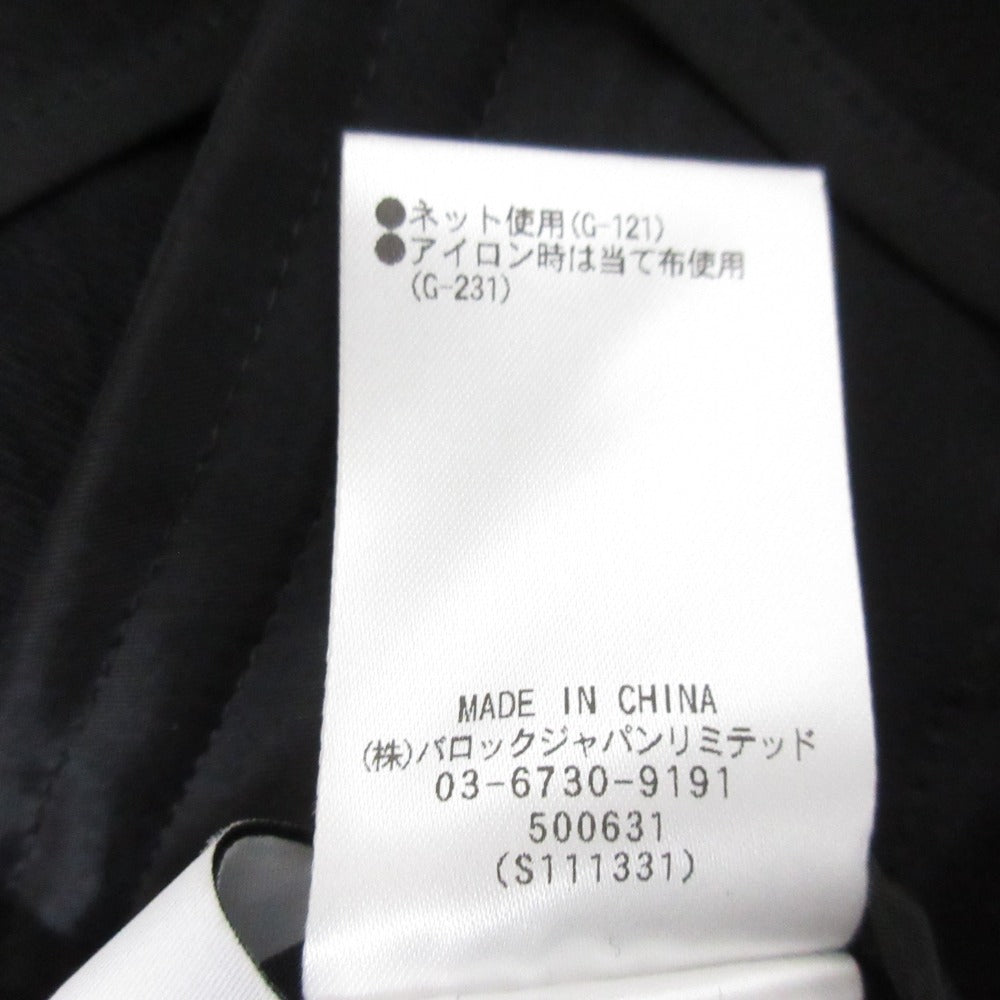 ●ネット使用(G-121)
●アイロン時は当て布使用
(G-231)
MADE IN CHINA
(株)バロックジャパンリミテッド
03-6730-9191
500631
(S111331)